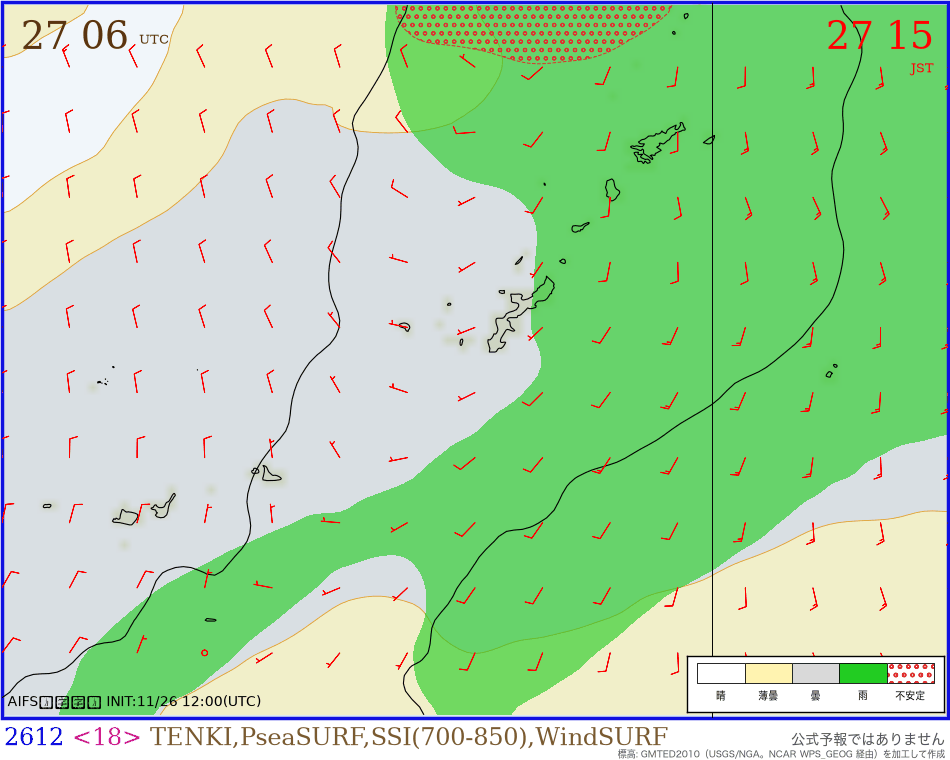 27 06 UTC
27 15
JST
晴 薄曇 曇 雨 不安定
AIFS INIT:11/26 12:00(UTC)
2612 <18> TENKI,PseaSURF,SSI(700-850),WindSURF
公式予報ではありません
標高: GMTED2010（USGS/NGA。NCAR WPS_GEOG 経由）を加工して作成